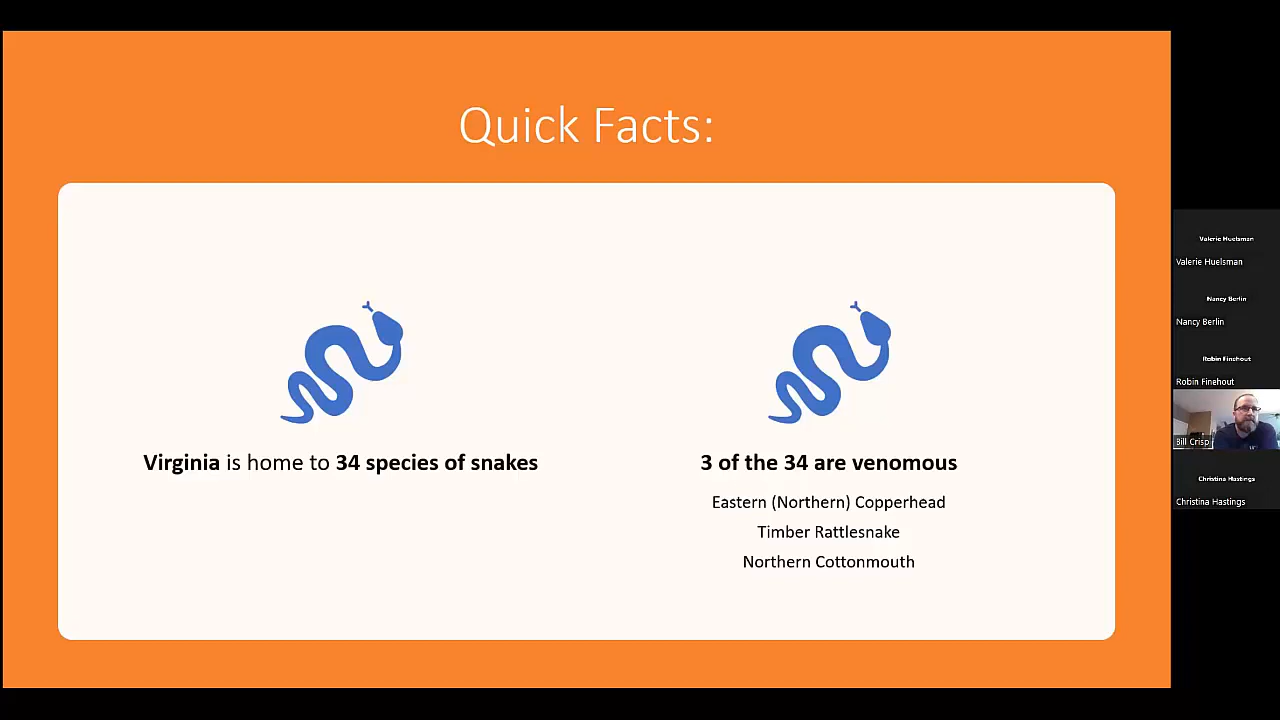 Quick Facts:
Virginia is home to 34 species of snakes
3 of the 34 are venomous
Eastern (Northern) Copperhead
Timber Rattlesnake
Northern Cottonmouth
Valerie Huelsman
Valerie Huelsman
Nancy Berlin
Nancy Berlin
Robin Finehout
Robin Finehout
Bill Crisp
Christina Hastings
Christina Hastings